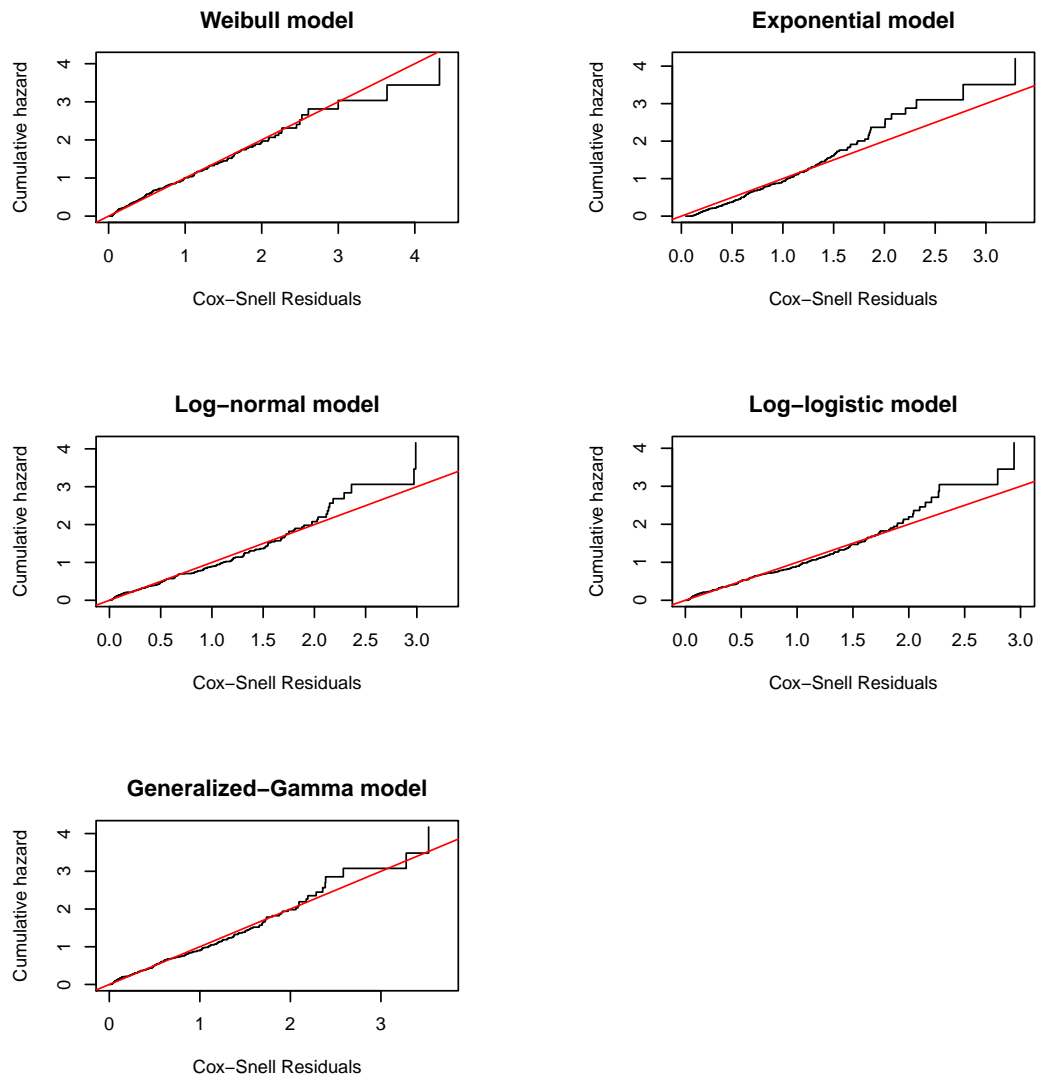 Weibull model
Cumulative hazard
4
3
2
1
0
0 1 2 3 4
Cox−Snell Residuals
Exponential model
Cumulative hazard
4
3
2
1
0
0.0 0.5 1.0 1.5 2.0 2.5 3.0
Cox−Snell Residuals
Log−normal model
Cumulative hazard
4
3
2
1
0
0.0 0.5 1.0 1.5 2.0 2.5 3.0
Cox−Snell Residuals
Log−logistic model
Cumulative hazard
4
3
2
1
0
0.0 0.5 1.0 1.5 2.0 2.5 3.0
Cox−Snell Residuals
Generalized−Gamma model
Cumulative hazard
4
3
2
1
0
0 1 2 3
Cox−Snell Residuals